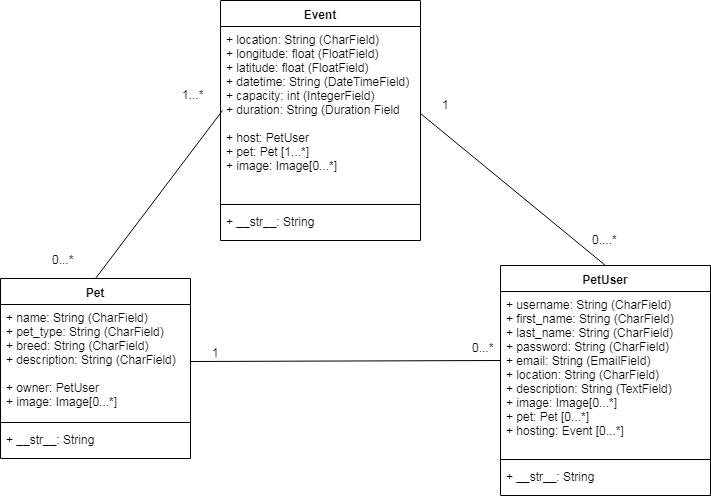 Event
+ location: String (CharField)
+ longitude: float (FloatField)
+ latitude: float (FloatField)
+ datetime: String (DateTimeField)
+ capacity: int (IntegerField)
+ duration: String (Duration Field
+ host: PetUser
+ pet: Pet [1...*]
+ image: Image[0...*]
+ __str__: String
1...*
1
0...*
0....*
Pet
+ name: String (CharField)
+ pet_type: String (CharField)
+ breed: String (CharField)
+ description: String (CharField)
+ owner: PetUser
+ image: Image[0...*]
+ __str__: String
1
0...*
PetUser
+ username: String (CharField)
+ first_name: String (CharField)
+ last_name: String (CharField)
+ password: String (CharField)
+ email: String (EmailField)
+ location: String (CharField)
+ description: String (TextField)
+ image: Image[0...*]
+ pet: Pet [0...*]
+ hosting: Event [0...*]
+ __str__: String